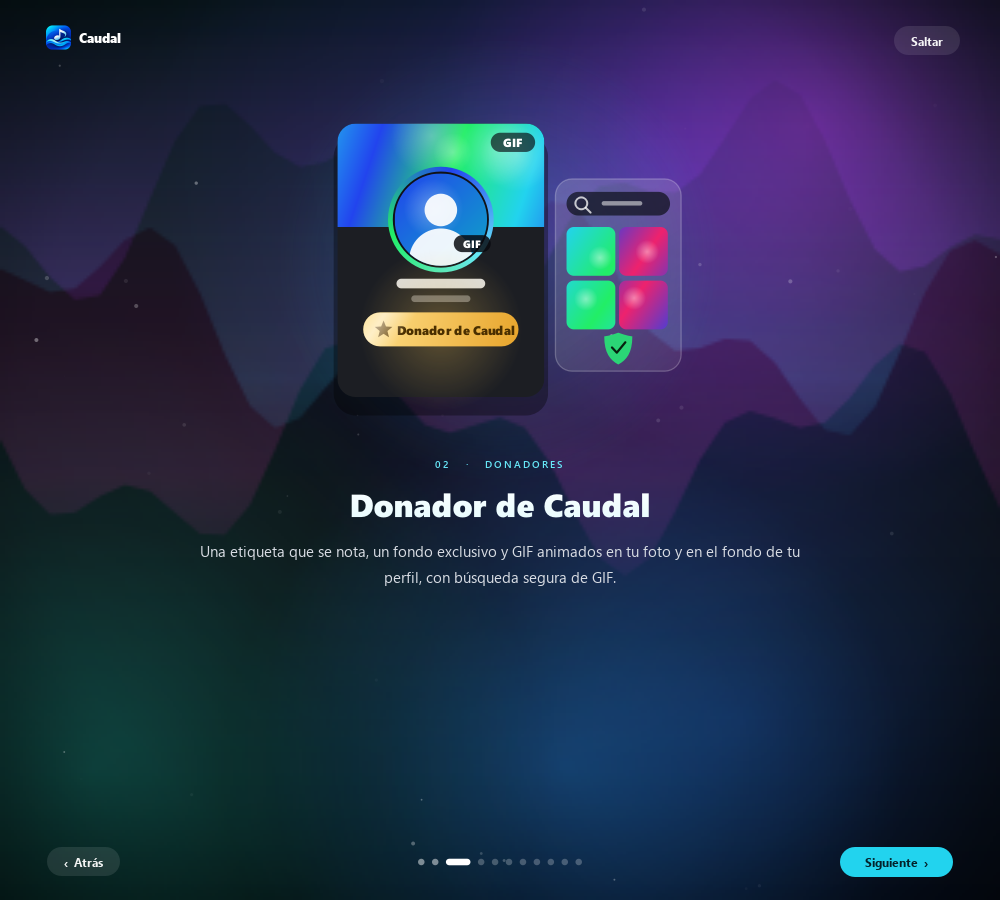 Caudal
Saltar
GIF
GIF
Donador de Caudal
02 · DONADORES
Donador de Caudal
Una etiqueta que se nota, un fondo exclusivo y GIF animados en tu foto y en el fondo de tu
perfil, con búsqueda segura de GIF.
‹ Atrás
Siguiente ›